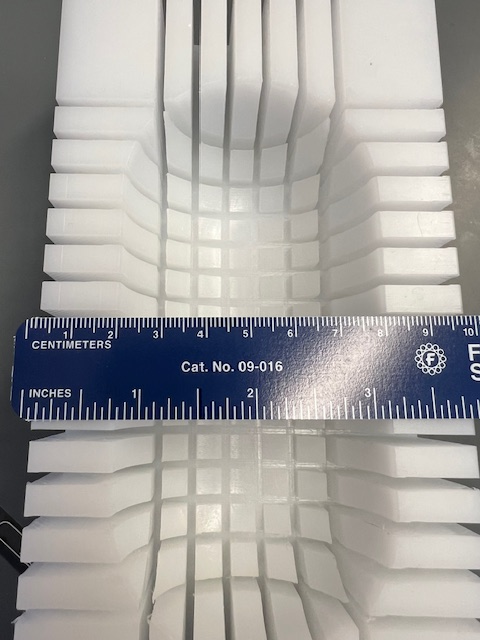 1 2 3 4 5 6 7 8 9 10
CENTIMETERS
Cat. No. 09-016
F
F
S
INCHES 1 2 3